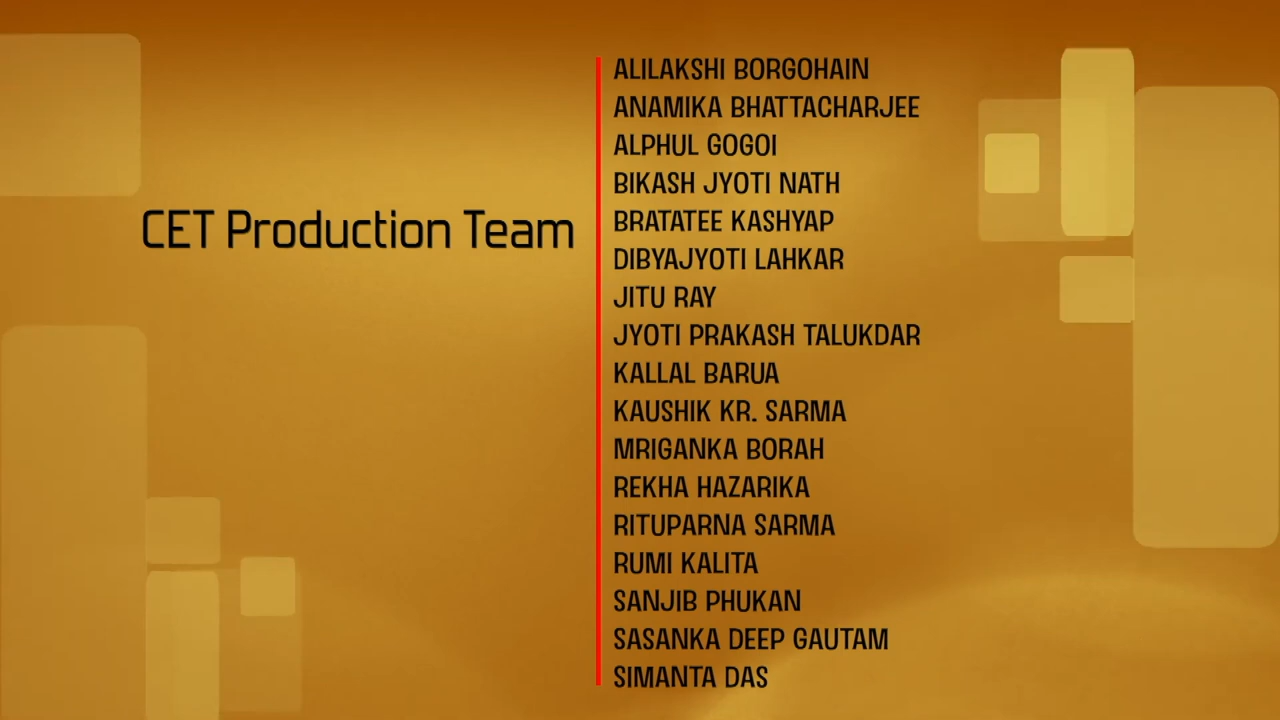 CET Production Team
ALILAKSHI BORGOHAIN
ANAMIKA BHATTACHARJEE
ALPHUL GOGOI
BIKASH JYOTI NATH
BRATATEE KASHYAP
DIBYAJYOTI LAHKAR
JITU RAY
JYOTI PRAKASH TALUKDAR
KALLAL BARUA
KAUSHIK KR. SARMA
MRIGANKA BORAH
REKHA HAZARIKA
RITUPARNA SARMA
RUMI KALITA
SANJIB PHUKAN
SASANKA DEEP GAUTAM
SIMANTA DAS